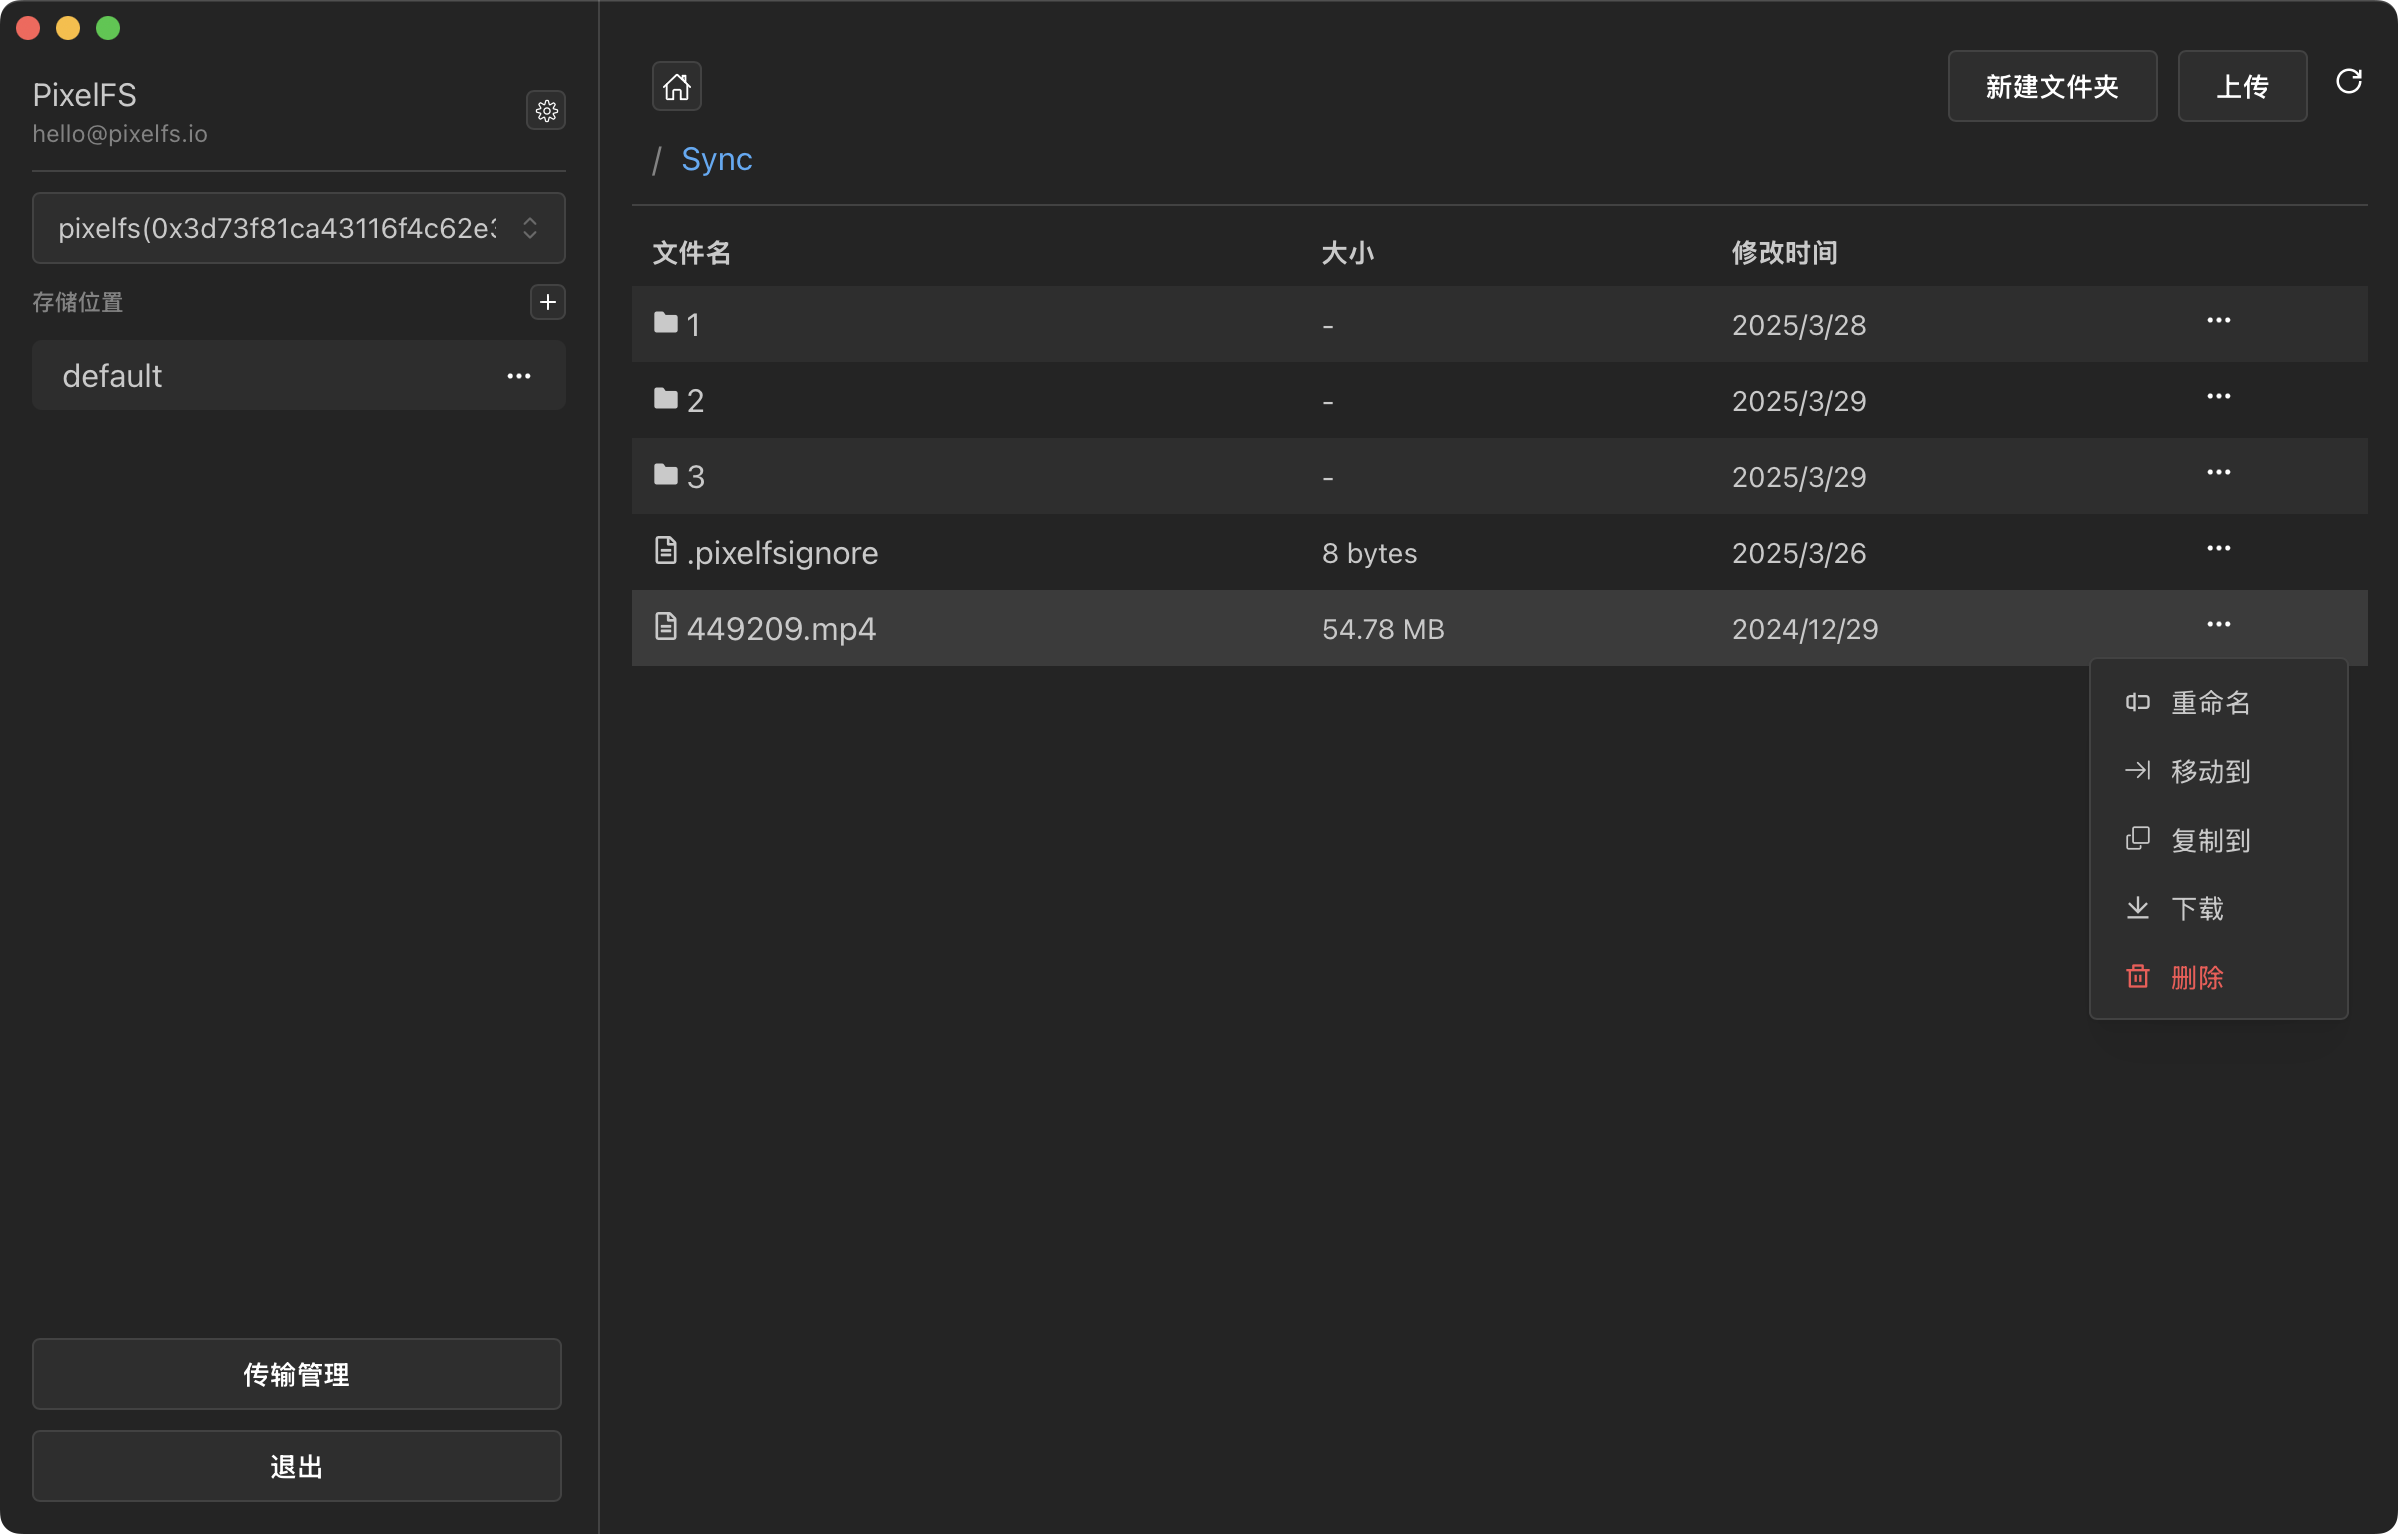 PixelFS
hello@pixelfs.io
pixelfs(0x3d73f81ca43116f4c62e
存储位置
default
传输管理
退出
新建文件夹
上传
/ Sync
文件名 大小 修改时间
1 - 2025/3/28
2 - 2025/3/29
3 - 2025/3/29
.pixelfsignore 8 bytes 2025/3/26
449209.mp4 54.78 MB 2024/12/29
重命名
移动到
复制到
下载
删除